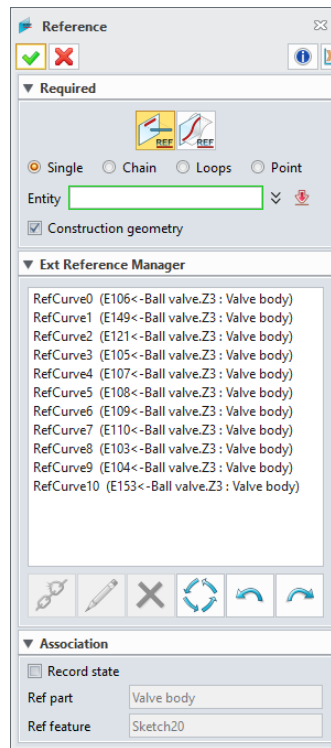 Reference
REF REF
Required
Single Chain Loops Point
Entity
Construction geometry
Ext Reference Manager
RefCurve0 (E106<-Ball valve.Z3 : Valve body)
RefCurve1 (E149<-Ball valve.Z3 : Valve body)
RefCurve2 (E121<-Ball valve.Z3 : Valve body)
RefCurve3 (E105<-Ball valve.Z3 : Valve body)
RefCurve4 (E107<-Ball valve.Z3 : Valve body)
RefCurve5 (E108<-Ball valve.Z3 : Valve body)
RefCurve6 (E109<-Ball valve.Z3 : Valve body)
RefCurve7 (E110<-Ball valve.Z3 : Valve body)
RefCurve8 (E103<-Ball valve.Z3 : Valve body)
RefCurve9 (E104<-Ball valve.Z3 : Valve body)
RefCurve10 (E153<-Ball valve.Z3 : Valve body)
Association
Record state
Ref part Valve body
Ref feature Sketch20